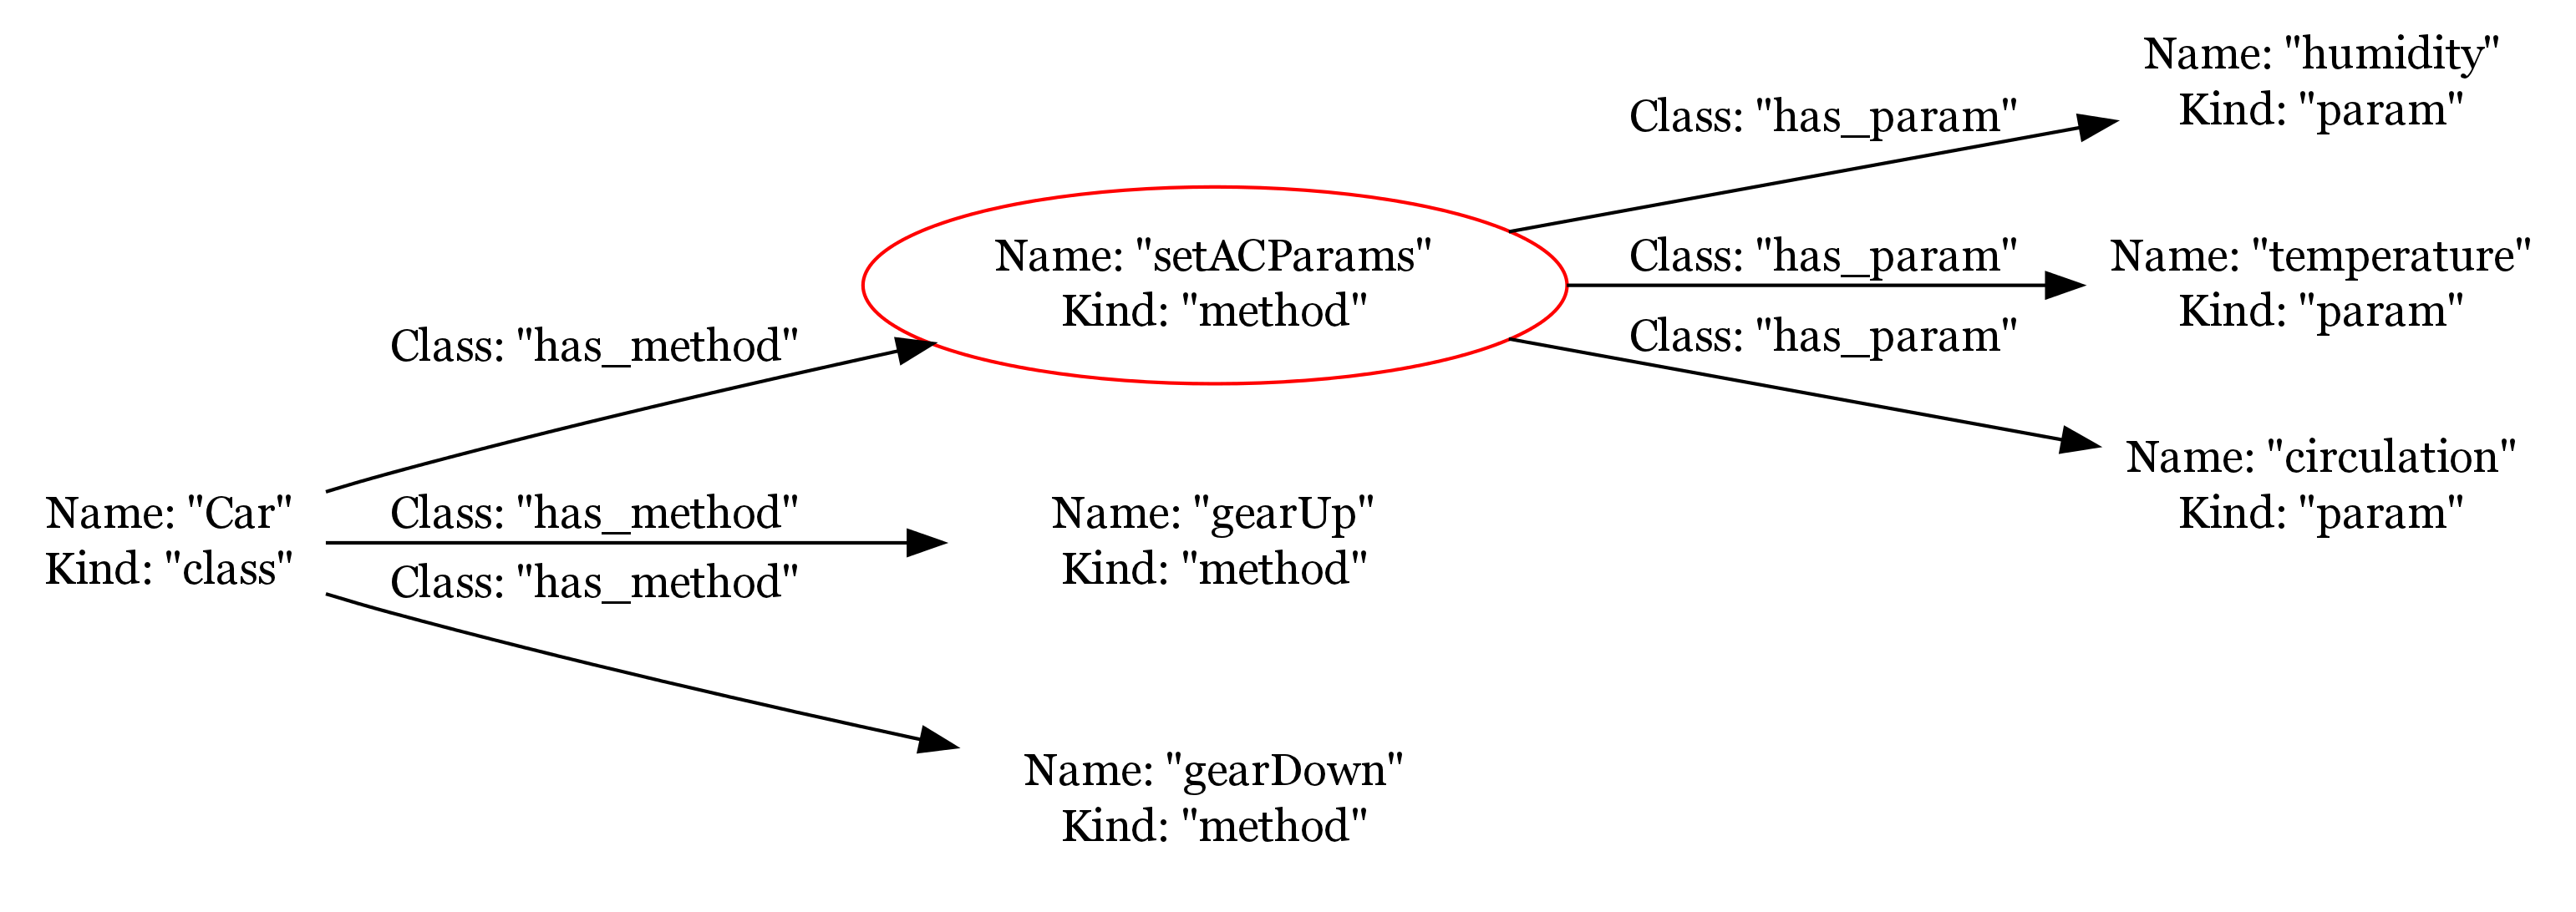 Name: "humidity"
Kind: "param"
Class: "has_param"
Name: "setACParams"
Kind: "method"
Class: "has_param"
Name: "temperature"
Kind: "param"
Class: "has_param"
Class: "has_method"
Name: "circulation"
Kind: "param"
Name: "Car"
Kind: "class"
Class: "has_method"
Name: "gearUp"
Kind: "method"
Class: "has_method"
Name: "gearDown"
Kind: "method"